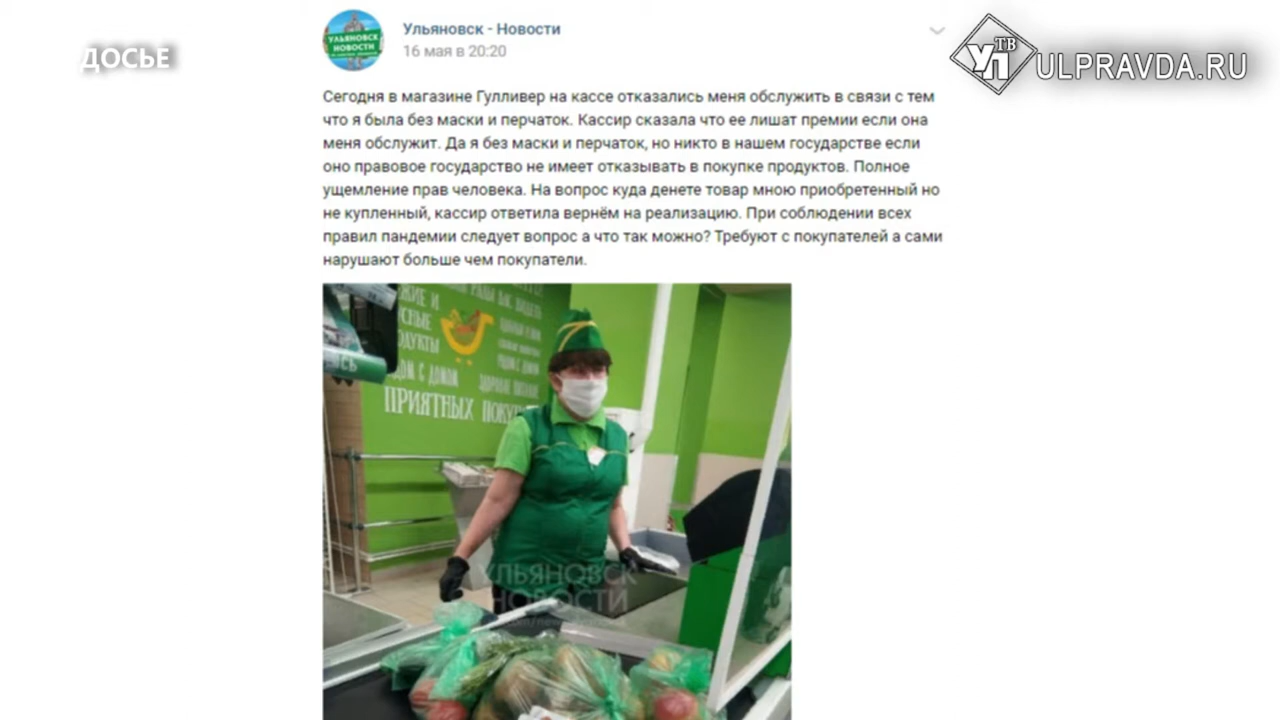 ДОСЬЕ
УП ТВ
ULPRAVDA.RU
УЛЬЯНОВСК
НОВОСТИ
Ульяновск - Новости
16 мая в 20:20
Сегодня в магазине Гулливер на кассе отказались меня обслужить в связи с тем
что я была без маски и перчаток. Кассир сказала что ее лишат премии если она
меня обслужит. Да я без маски и перчаток, но никто в нашем государстве если
оно правовое государство не имеет отказывать в покупке продуктов. Полное
ущемление прав человека. На вопрос куда денете товар мною приобретенный но
не купленный, кассир ответила вернём на реализацию. При соблюдении всех
правил пандемии следует вопрос а что так можно? Требуют с покупателей а сами
нарушают больше чем покупатели.
ПРИЯТНЫХ
УЛЬЯНОВСК
НОВОСТИ